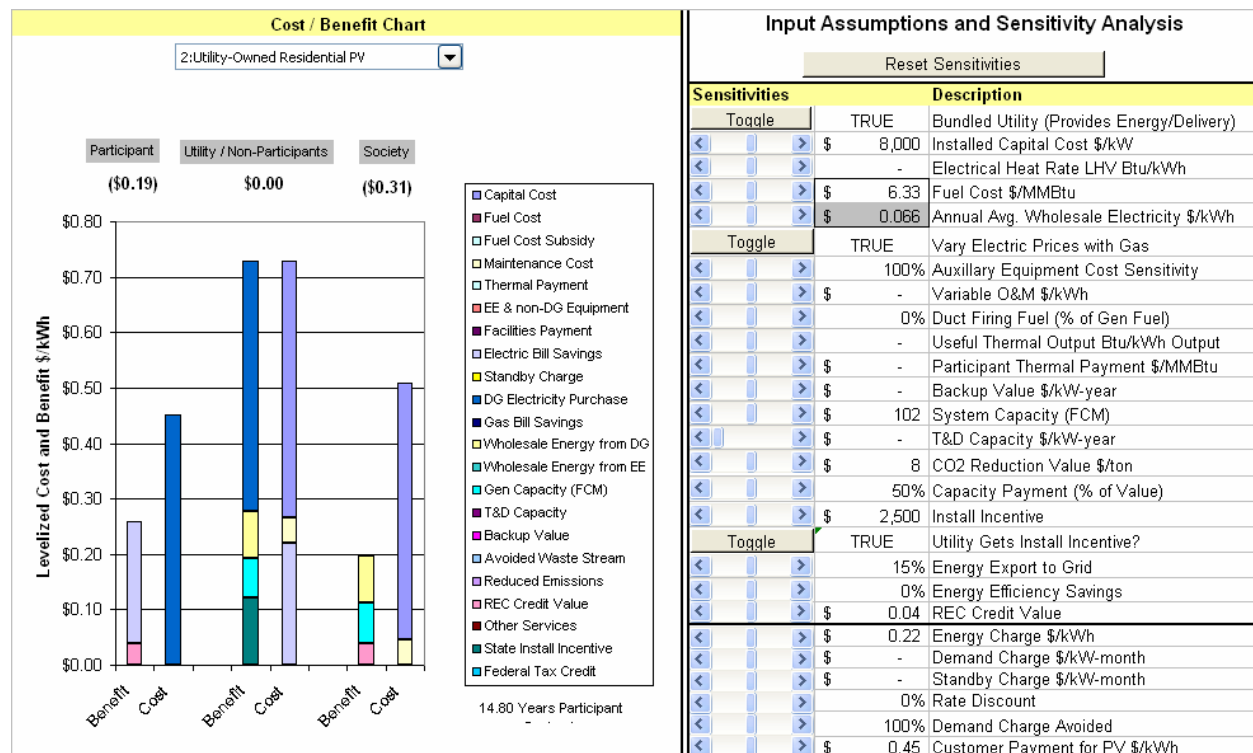 Cost / Benefit Chart
2:Utility-Owned Residential PV
Participant Utility / Non-Participants Society
($0.19) $0.00 ($0.31)
Levelized Cost and Benefit $/kWh
$0.80
$0.70
$0.60
$0.50
$0.40
$0.30
$0.20
$0.10
$0.00
Benefit Cost Benefit Cost Benefit Cost
Capital Cost
Fuel Cost
Fuel Cost Subsidy
Maintenance Cost
Thermal Payment
EE & non-DG Equipment
Facilities Payment
Electric Bill Savings
Standby Charge
DG Electricity Purchase
Gas Bill Savings
Wholesale Energy from DG
Wholesale Energy from EE
Gen Capacity (FCM)
T&D Capacity
Backup Value
Avoided Waste Stream
Reduced Emissions
REC Credit Value
Other Services
State Install Incentive
Federal Tax Credit
14.80 Years Participant
Input Assumptions and Sensitivity Analysis
Reset Sensitivities
Sensitivities Description
Toggle TRUE Bundled Utility (Provides Energy/Delivery)
$ 8,000 Installed Capital Cost $/kW
- Electrical Heat Rate LHV Btu/kWh
$ 6.33 Fuel Cost $/MMBtu
$ 0.066 Annual Avg. Wholesale Electricity $/kWh
Toggle TRUE Vary Electric Prices with Gas
100% Auxillary Equipment Cost Sensitivity
$ - Variable O&M $/kWh
0% Duct Firing Fuel (% of Gen Fuel)
- Useful Thermal Output Btu/kWh Output
$ - Participant Thermal Payment $/MMBtu
$ - Backup Value $/kW-year
$ 102 System Capacity (FCM)
$ - T&D Capacity $/kW-year
$ 8 CO2 Reduction Value $/ton
50% Capacity Payment (% of Value)
$ 2,500 Install Incentive
Toggle TRUE Utility Gets Install Incentive?
15% Energy Export to Grid
0% Energy Efficiency Savings
$ 0.04 REC Credit Value
$ 0.22 Energy Charge $/kWh
$ - Demand Charge $/kW-month
$ - Standby Charge $/kW-month
0% Rate Discount
100% Demand Charge Avoided
$ 0.45 Customer Payment for PV $/kWh